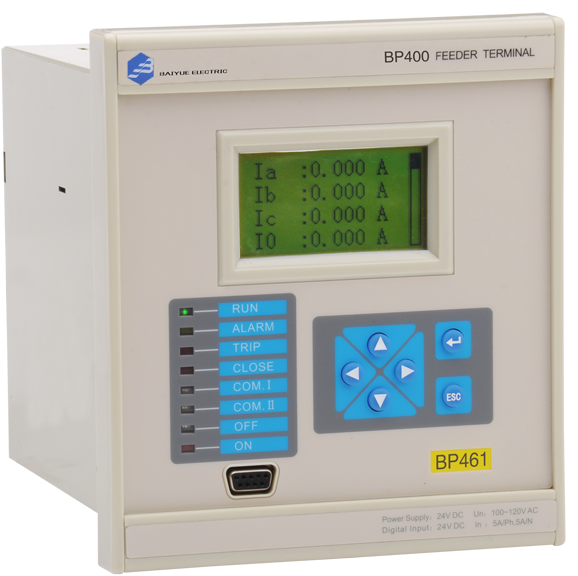 BAIYUE ELECTRIC
BP400 FEEDER TERMINAL
Ia :0.000 A
Ib :0.000 A
Ic :0.000 A
I0 :0.000 A
RUN
ALARM
TRIP
CLOSE
COM.I
COM.II
OFF
ON
ESC
BP461
Power Supply: 24V DC Un: 100~120V AC
Digital Input: 24V DC In : 5A/Ph,5A/N